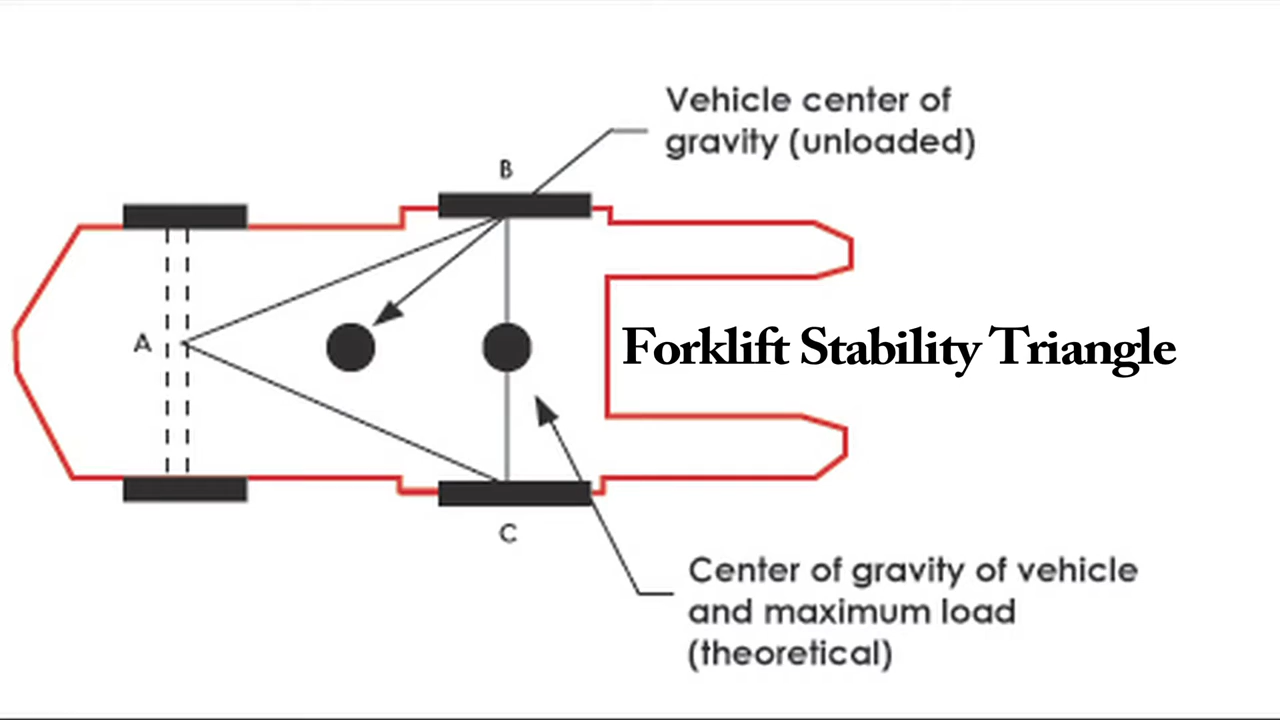 Vehicle center of
gravity (unloaded)
B
A
Forklift Stability Triangle
C
Center of gravity of vehicle
and maximum load
(theoretical)